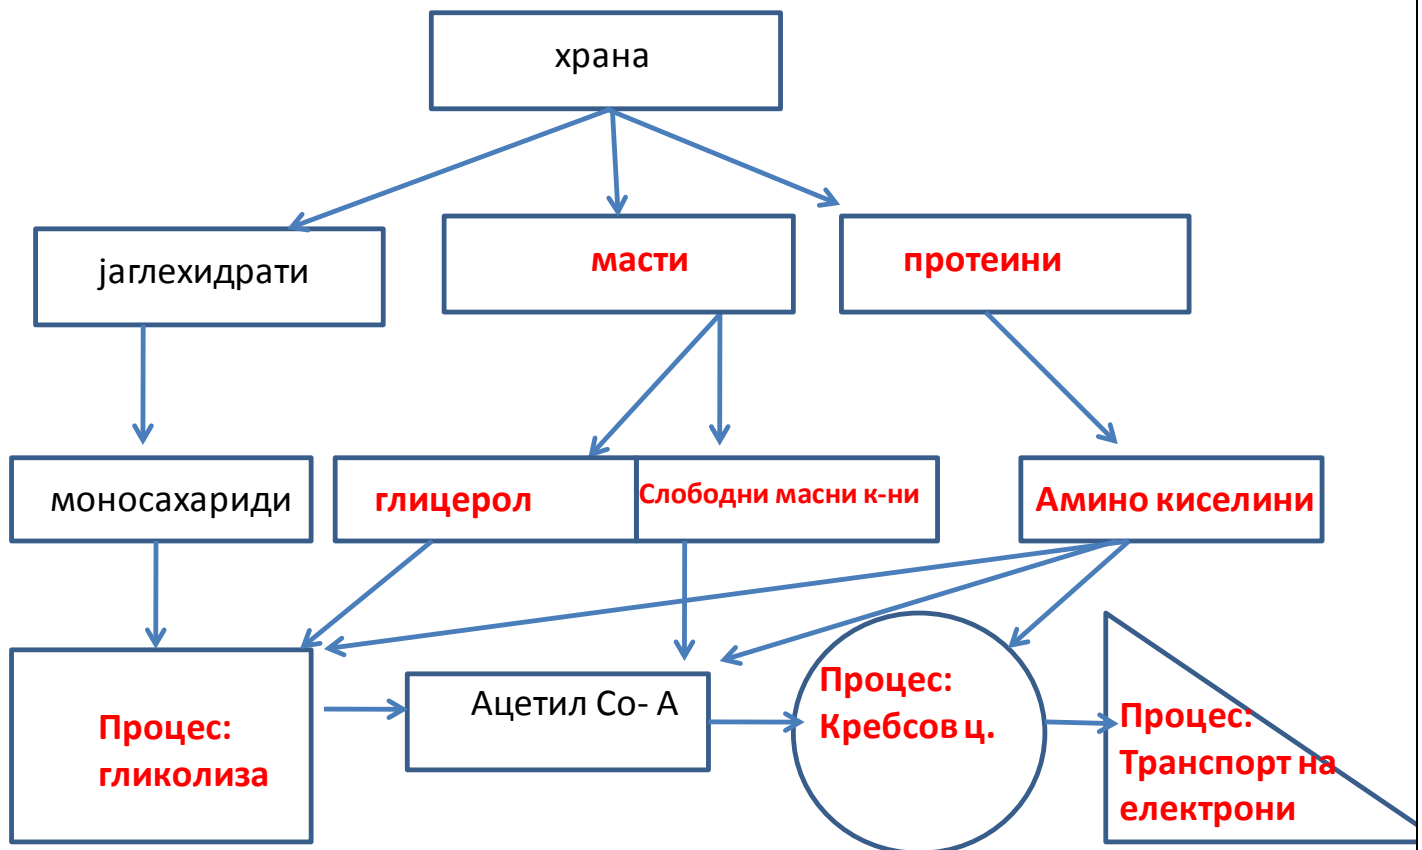 храна
јаглехидрати
масти
протеини
моносахариди
глицерол
Слободни масни к-ни
Амино киселини
Процес:
гликолиза
Ацетил Co- A
Процес:
Кребсов ц.
Процес:
Транспорт на
електрони